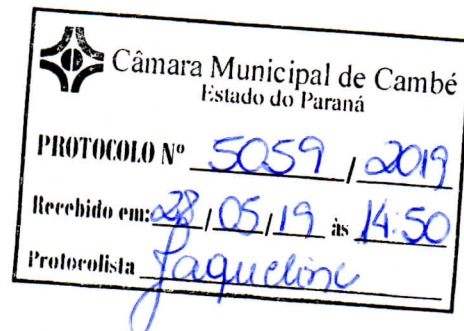 Câmara Municipal de Cambé
Estado do Paraná
PROTOCOLO Nº 5059 / 2019
Recebido em: 28 / 05 / 19 às 14:50
Protocolista Jaqueline